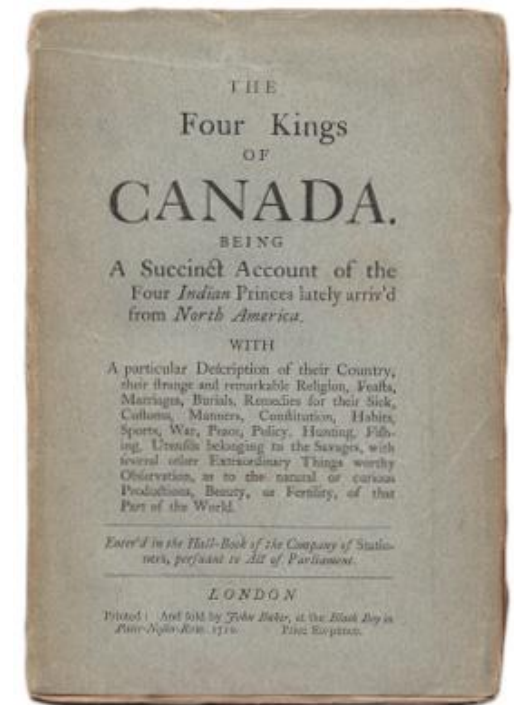 THE
Four Kings
OF
CANADA.
BEING
A Succinct Account of the
Four Indian Princes lately arriv'd
from North America.
WITH
A particular Deſcription of their Country,
their ſtrange and remarkable Religion, Feaſts,
Marriages, Burials, Remedies for their Sick,
Cuſtoms, Manners, Conſtitution, Habits,
Sports, War, Peace, Policy, Hunting, Fiſh-
ing, Utenſils belonging to the Savages, with
ſeveral other Extraordinary Things worthy
Obſervation, as to the natural or curious
Productions, Beauty, or Fertility, of that
Part of the World.
Enter'd in the Hall-Book of the Company of Statio-
ners, purſuant to Act of Parliament.
LONDON
Printed: And ſold by John Baker, at the Black Boy in
Pater-Noſter-Row. 1710. Price Six-pence.